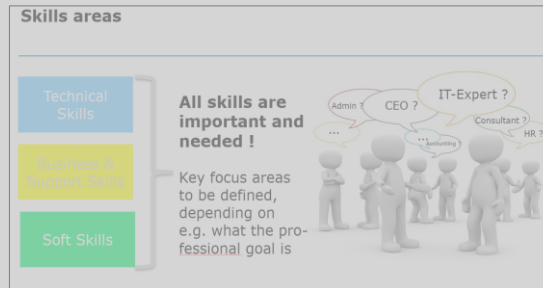 Skills areas
Technical
Skills
Business &
Support Skills
Soft Skills
All skills are
important and
needed !
Key focus areas
to be defined,
depending on
e.g. what the pro-
fessional goal is
Admin ?
CEO ?
IT-Expert ?
Consultant ?
HR ?
...
...
Accounting ?